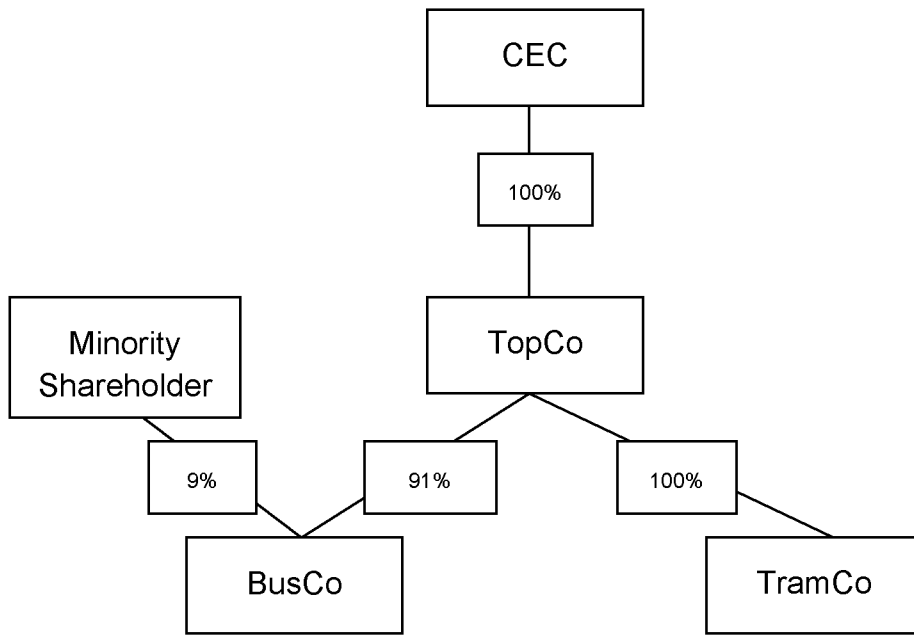 CEC
100%
TopCo
Minority
Shareholder
9%
91%
100%
BusCo
TramCo